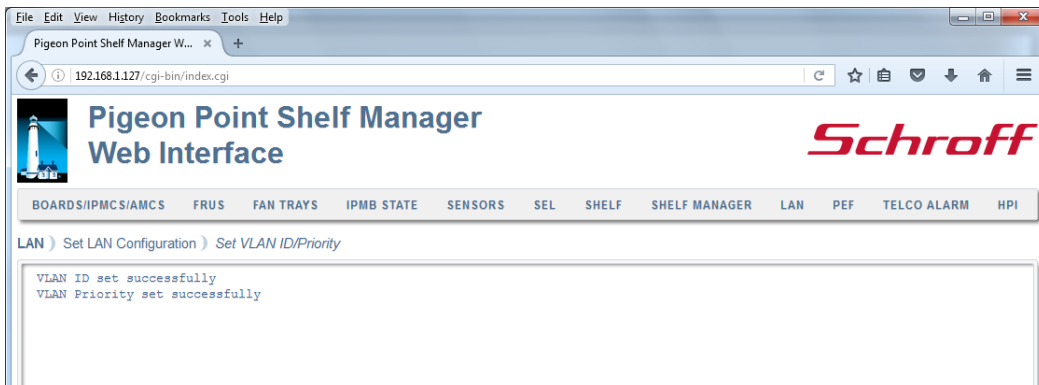 File Edit View History Bookmarks Tools Help
Pigeon Point Shelf Manager W... × +
192.168.1.127/cgi-bin/index.cgi
Pigeon Point Shelf Manager
Web Interface
Schroff
BOARDS/IPMCS/AMCS FRUS FAN TRAYS IPMB STATE SENSORS SEL SHELF SHELF MANAGER LAN PEF TELCO ALARM HPI
LAN ) Set LAN Configuration ) Set VLAN ID/Priority
VLAN ID set successfully
VLAN Priority set successfully